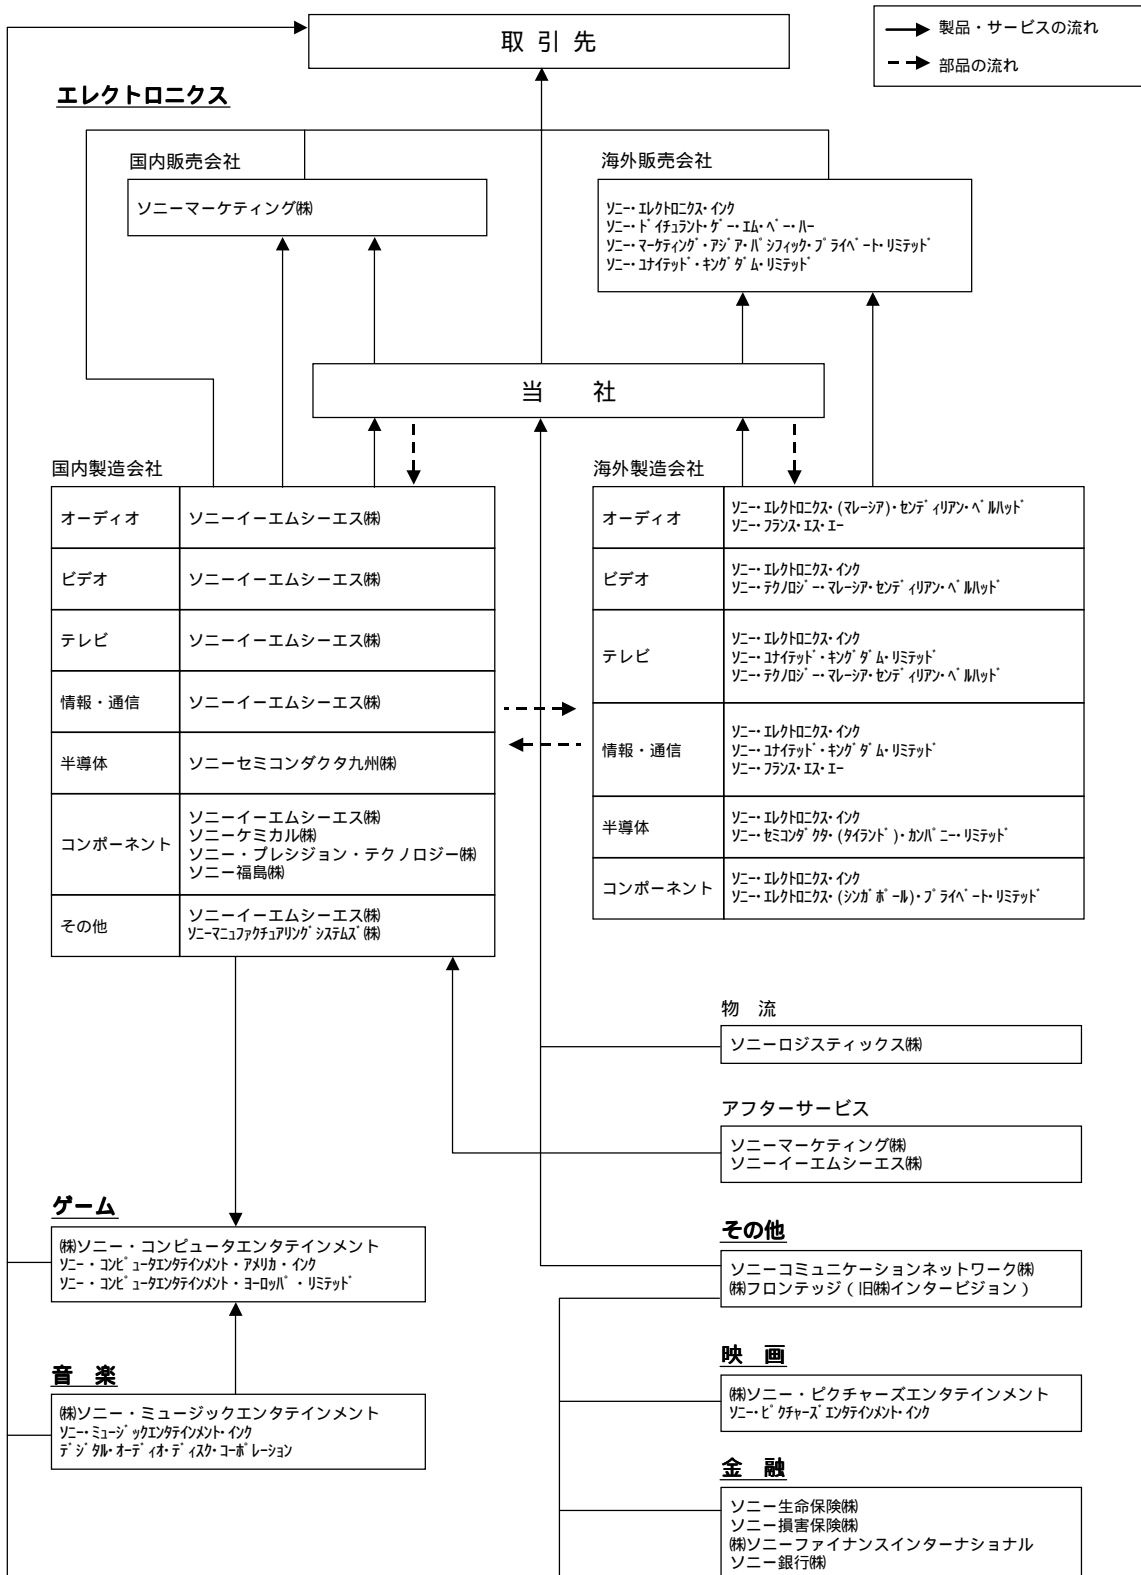 取 引 先
製品・サービスの流れ
部品の流れ
エレクトロニクス
国内販売会社
ソニーマーケティング㈱
海外販売会社
ソニー・エレクトロニクス・インク
ソニー・ドイチュラント・ゲー・エム・ベー・ハー
ソニー・マーケティング・アジア・パシフィック・プライベート・リミテッド
ソニー・ユナイテッド・キングダム・リミテッド
当 社
国内製造会社
オーディオ
ソニーイーエムシーエス㈱
ビデオ
ソニーイーエムシーエス㈱
テレビ
ソニーイーエムシーエス㈱
情報・通信
ソニーイーエムシーエス㈱
半導体
ソニーセミコンダクタ九州㈱
コンポーネント
ソニーイーエムシーエス㈱
ソニーケミカル㈱
ソニー・プレシジョン・テクノロジー㈱
ソニー福島㈱
その他
ソニーイーエムシーエス㈱
ソニーマニュファクチュアリングシステムズ㈱
海外製造会社
オーディオ
ソニー・エレクトロニクス・(マレーシア)・センディリアン・ベルハッド
ソニー・フランス・エス・エー
ビデオ
ソニー・エレクトロニクス・インク
ソニー・テクノロジー・マレーシア・センディリアン・ベルハッド
テレビ
ソニー・エレクトロニクス・インク
ソニー・ユナイテッド・キングダム・リミテッド
ソニー・テクノロジー・マレーシア・センディリアン・ベルハッド
情報・通信
ソニー・エレクトロニクス・インク
ソニー・ユナイテッド・キングダム・リミテッド
ソニー・フランス・エス・エー
半導体
ソニー・エレクトロニクス・インク
ソニー・セミコンダクタ・(タイランド)・カンパニー・リミテッド
コンポーネント
ソニー・エレクトロニクス・インク
ソニー・エレクトロニクス・(シンガポール)・プライベート・リミテッド
物 流
ソニーロジスティックス㈱
アフターサービス
ソニーマーケティング㈱
ソニーイーエムシーエス㈱
ゲーム
㈱ソニー・コンピュータエンタテインメント
ソニー・コンピュータエンタテインメント・アメリカ・インク
ソニー・コンピュータエンタテインメント・ヨーロッパ・リミテッド
音 楽
㈱ソニー・ミュージックエンタテインメント
ソニー・ミュージックエンタテインメント・インク
デジタル・オーディオ・ディスク・コーポレーション
その他
ソニーコミュニケーションネットワーク㈱
㈱フロンテッジ(旧㈱インタービジョン)
映 画
㈱ソニー・ピクチャーズエンタテインメント
ソニー・ピクチャーズエンタテインメント・インク
金 融
ソニー生命保険㈱
ソニー損害保険㈱
㈱ソニーファイナンスインターナショナル
ソニー銀行㈱